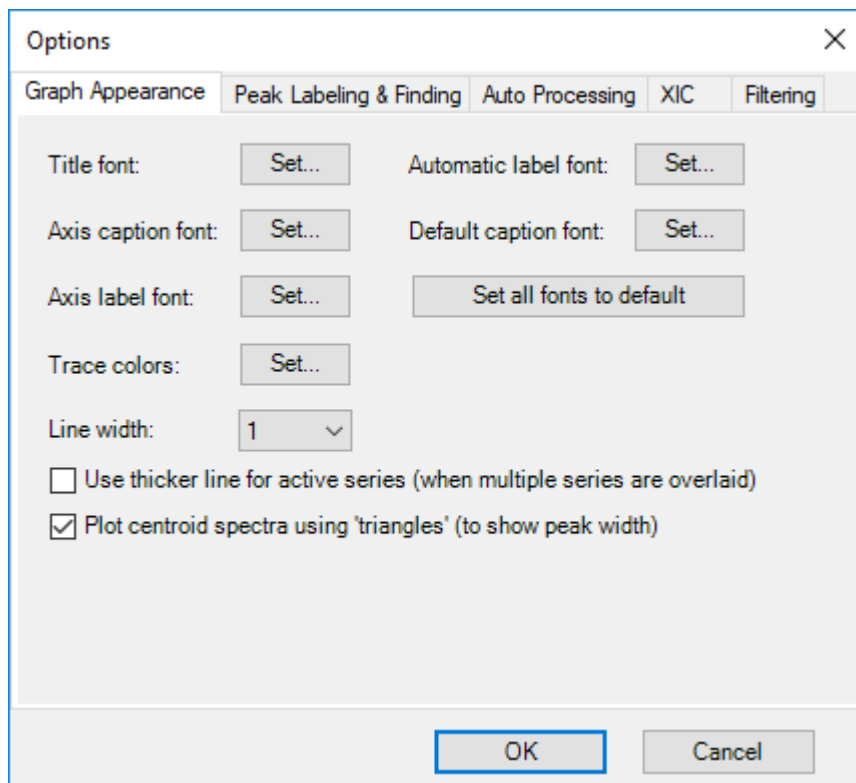 Options
Graph Appearance Peak Labeling & Finding Auto Processing XIC Filtering
Title font: Set... Automatic label font: Set...
Axis caption font: Set... Default caption font: Set...
Axis label font: Set... Set all fonts to default
Trace colors: Set...
Line width: 1
Use thicker line for active series (when multiple series are overlaid)
Plot centroid spectra using 'triangles' (to show peak width)
OK Cancel